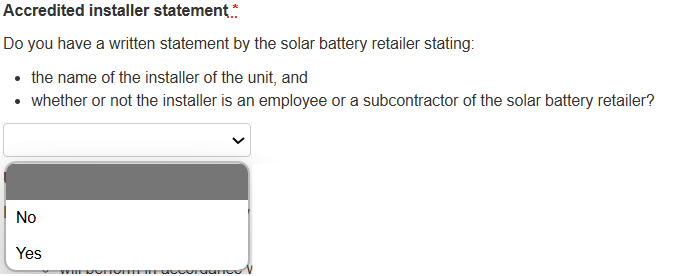 Accredited installer statement.*
Do you have a written statement by the solar battery retailer stating:
• the name of the installer of the unit, and
• whether or not the installer is an employee or a subcontractor of the solar battery retailer?
No
Yes